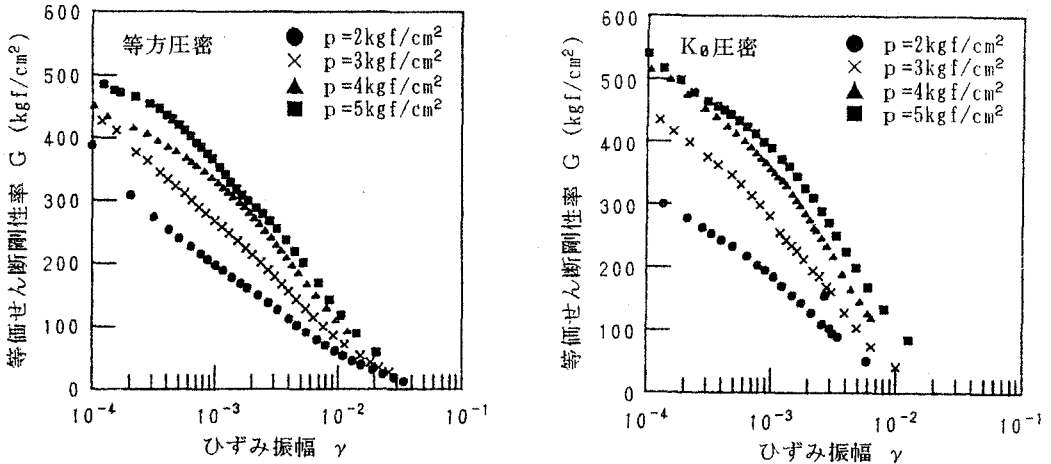 600
500
400
300
200
100
0
等価せん断剛性率 G (kgf/cm²)
等方圧密
p=2kgf/cm²
p=3kgf/cm²
p=4kgf/cm²
p=5kgf/cm²
10⁻⁴
10⁻³
10⁻²
10⁻¹
ひずみ振幅 γ
600
500
400
300
200
100
0
等価せん断剛性率 G (kgf/cm²)
K₀圧密
p=2kgf/cm²
p=3kgf/cm²
p=4kgf/cm²
p=5kgf/cm²
10⁻⁴
10⁻³
10⁻²
10⁻¹
ひずみ振幅 γ